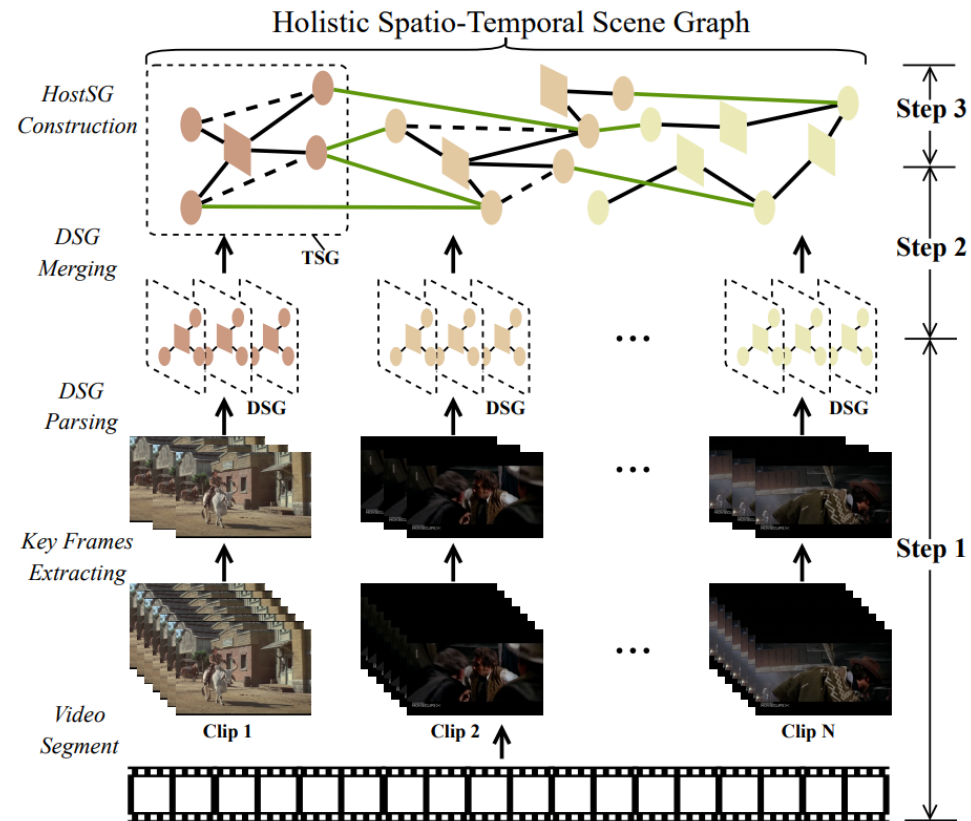 Holistic Spatio-Temporal Scene Graph
HostSG
Construction
Step 3
DSG
Merging
TSG
Step 2
DSG
Parsing
DSG
DSG
...
DSG
...
Key Frames
Extracting
Step 1
...
Video
Segment
Clip 1
Clip 2
Clip N